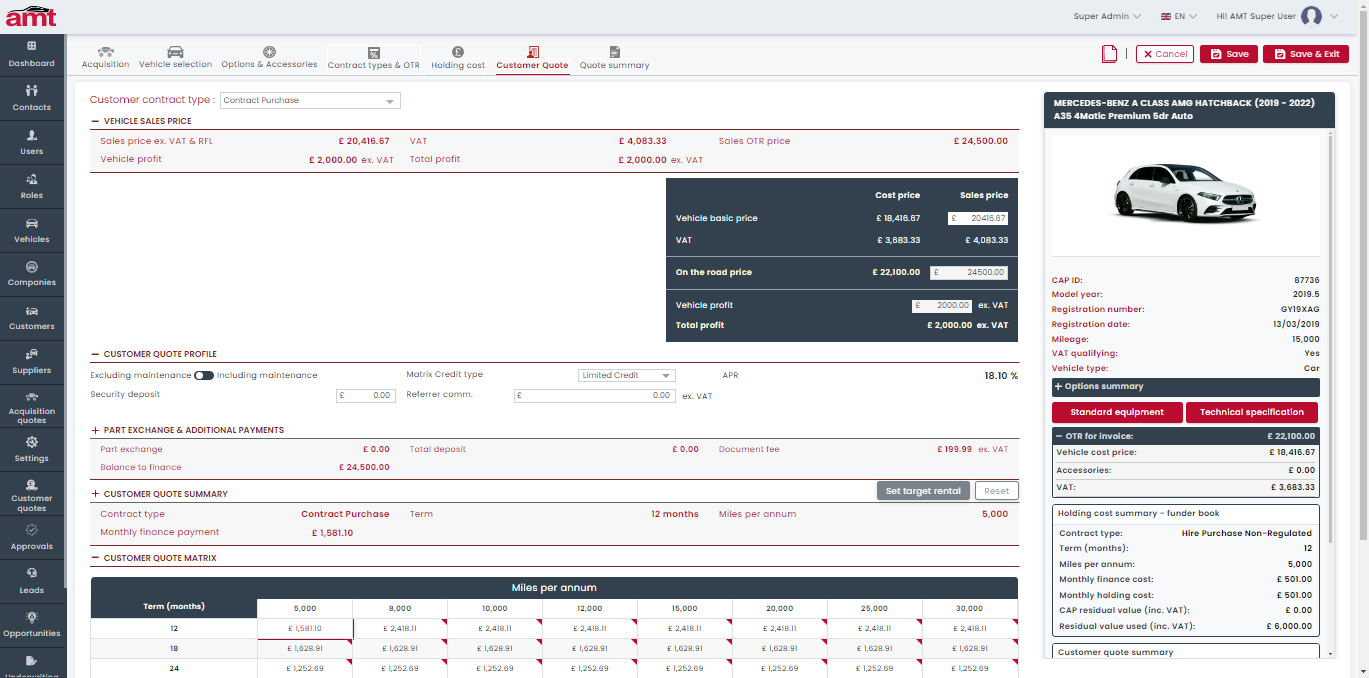 amt
Super Admin
EN
Hi! AMT Super User
Dashboard
Contacts
Users
Roles
Vehicles
Companies
Customers
Suppliers
Acquisition
quotes
Settings
Customer
quotes
Approvals
Leads
Opportunities
Underwriting
Acquisition
Vehicle selection
Options & Accessories
Contract types & OTR
Holding cost
Customer Quote
Quote summary
Cancel
Save
Save & Exit
Customer contract type : Contract Purchase
VEHICLE SALES PRICE
Sales price ex. VAT & RFL £ 20,416.67 VAT £ 4,083.33 Sales OTR price £ 24,500.00
Vehicle profit £ 2,000.00 ex. VAT Total profit £ 2,000.00 ex. VAT
Cost price Sales price
Vehicle basic price £ 18,416.67 £ 20416.67
VAT £ 3,683.33 £ 4,083.33
On the road price £ 22,100.00 £ 24500.00
Vehicle profit £ 2000.00 ex. VAT
Total profit £ 2,000.00 ex. VAT
CUSTOMER QUOTE PROFILE
Excluding maintenance Including maintenance Matrix Credit type Limited Credit APR 18.10 %
Security deposit £ 0.00 Referrer comm. £ 0.00 ex. VAT
PART EXCHANGE & ADDITIONAL PAYMENTS
Part exchange £ 0.00 Total deposit £ 0.00 Document fee £ 199.99 ex. VAT
Balance to finance £ 24,500.00
CUSTOMER QUOTE SUMMARY Set target rental Reset
Contract type Contract Purchase Term 12 months Miles per annum 5,000
Monthly finance payment £ 1,581.10
CUSTOMER QUOTE MATRIX
Miles per annum
Term (months) 5,000 8,000 10,000 12,000 15,000 20,000 25,000 30,000
12 £ 1,581.10 £ 2,418.11 £ 2,418.11 £ 2,418.11 £ 2,418.11 £ 2,418.11 £ 2,418.11 £ 2,418.11
18 £ 1,628.91 £ 1,628.91 £ 1,628.91 £ 1,628.91 £ 1,628.91 £ 1,628.91 £ 1,628.91 £ 1,628.91
24 £ 1,252.69 £ 1,252.69 £ 1,252.69 £ 1,252.69 £ 1,252.69 £ 1,252.69 £ 1,252.69 £ 1,252.69
MERCEDES-BENZ A CLASS AMG HATCHBACK (2019 - 2022)
A35 4Matic Premium 5dr Auto
CAP ID: 87736
Model year: 2019.5
Registration number: GY19XAG
Registration date: 13/03/2019
Mileage: 15,000
VAT qualifying: Yes
Vehicle type: Car
Options summary
Standard equipment Technical specification
OTR for invoice: £ 22,100.00
Vehicle cost price: £ 18,416.67
Accessories: £ 0.00
VAT: £ 3,683.33
Holding cost summary - funder book
Contract type: Hire Purchase Non-Regulated
Term (months): 12
Miles per annum: 5,000
Monthly finance cost: £ 501.00
Monthly holding cost: £ 501.00
CAP residual value (inc. VAT): £ 0.00
Residual value used (inc. VAT): £ 6,000.00
Customer quote summary